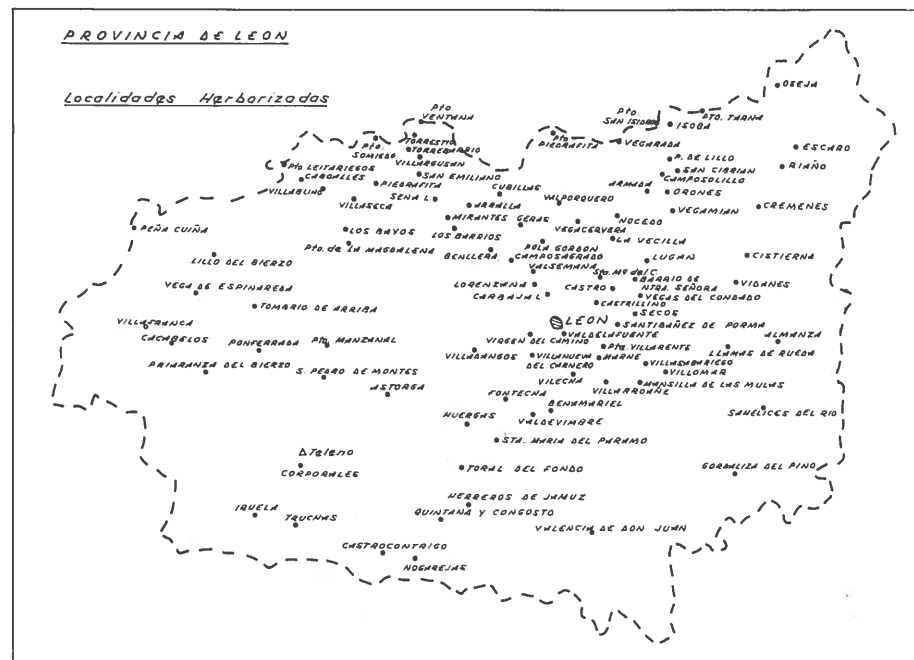 PROVINCIA DE LEON
Localidades Herborizadas
OSEJA
Pto
VENTANA
Pto.
SAN ISIDRO
PTO. TARNA
ISOBA
TORRESTIO
Pto.
SOMIEDO
TORREBARRIO
Pto
PIEDRAFITA
VEGARADA
ESCARO
VILLARGUSAN
P. DE LILLO
RIAÑO
Pto LEITARIEGOS
CABOALLES
SAN EMILIANO
SAN CIBRIAN
CAMPOSOLILLO
VILLABLINO
PIEDRAFITA
CUBILLAS
ARMADA
ORONES
VILLASECA
SENA L.
ARRALLA
VALPORQUERO
VEGAMIAN
CREMENES
MIRANTES
GERAS
NOCEDO
PEÑA CUIÑA
LOS BAYOS
LOS BARRIOS
VEGACERVERA
LA VECILLA
Pto. de LA MAGDALENA
POLA GORDON
LILLO DEL BIERZO
BENLLERA
CAMPOSAGRADO
LUGAN
CISTIERNA
VALSEMANA
Sta. Mª del C.
VEGA DE ESPINAREDA
LORENZANA
CASTRO
BARRIO DE
NTRA. SEÑORA
VIDANES
CARBAJAL
VEGAS DEL CONDADO
TOMBRIO DE ARRIBA
CASTRILLINO
SECOS
LEON
SANTIBAÑEZ DE PORMA
VILLAFRANCA
VALDELAFUENTE
CACABELOS
PONFERRADA
Pto. MANZANAL
VIRGEN DEL CAMINO
Pte. VILLARENTE
ALMANZA
VILLADANGOS
VILLANUEVA
DEL CARNERO
MARNE
LLAMAS DE RUEDA
VILLASABARIEGO
PRIARANZA DEL BIERZO
S. PEDRO DE MONTES
VILECHA
VILLOMAR
ASTORGA
VILLARROAÑE
MANSILLA DE LAS MULAS
FONTECHA
BENAMARIEL
SAHELICES DEL RIO
HUERGAS
VALDEVIMBRE
STA. MARIA DEL PARAMO
Teleno
CORPORALES
TORAL DEL FONDO
GORDALIZA DEL PINO
HERREROS DE JAMUZ
IRUELA
QUINTANA Y CONGOSTO
TRUCHAS
VALENCIA DE DON JUAN
CASTROCONTRIGO
NOGAREJAS